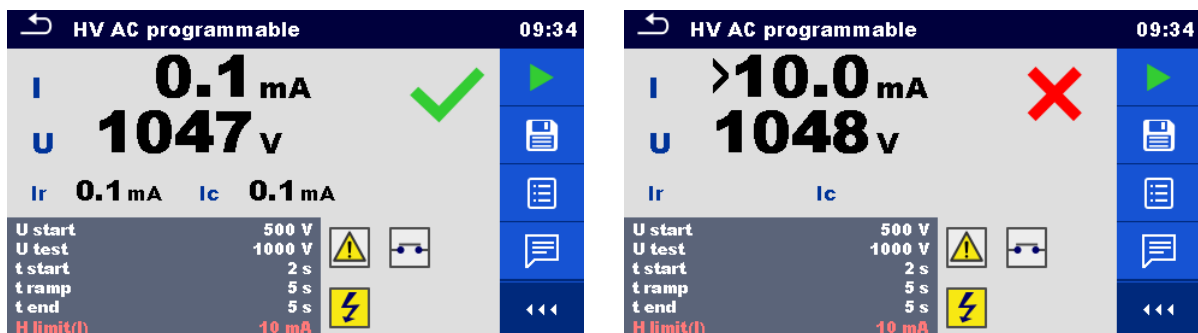 HV AC programmable 09:34
I 0.1 mA
U 1047 V
Ir 0.1 mA Ic 0.1 mA
U start 500 V
U test 1000 V
t start 2 s
t ramp 5 s
t end 5 s
H limit(I) 10 mA
HV AC programmable 09:34
I >10.0 mA
U 1048 V
Ir Ic
U start 500 V
U test 1000 V
t start 2 s
t ramp 5 s
t end 5 s
H limit(I) 10 mA